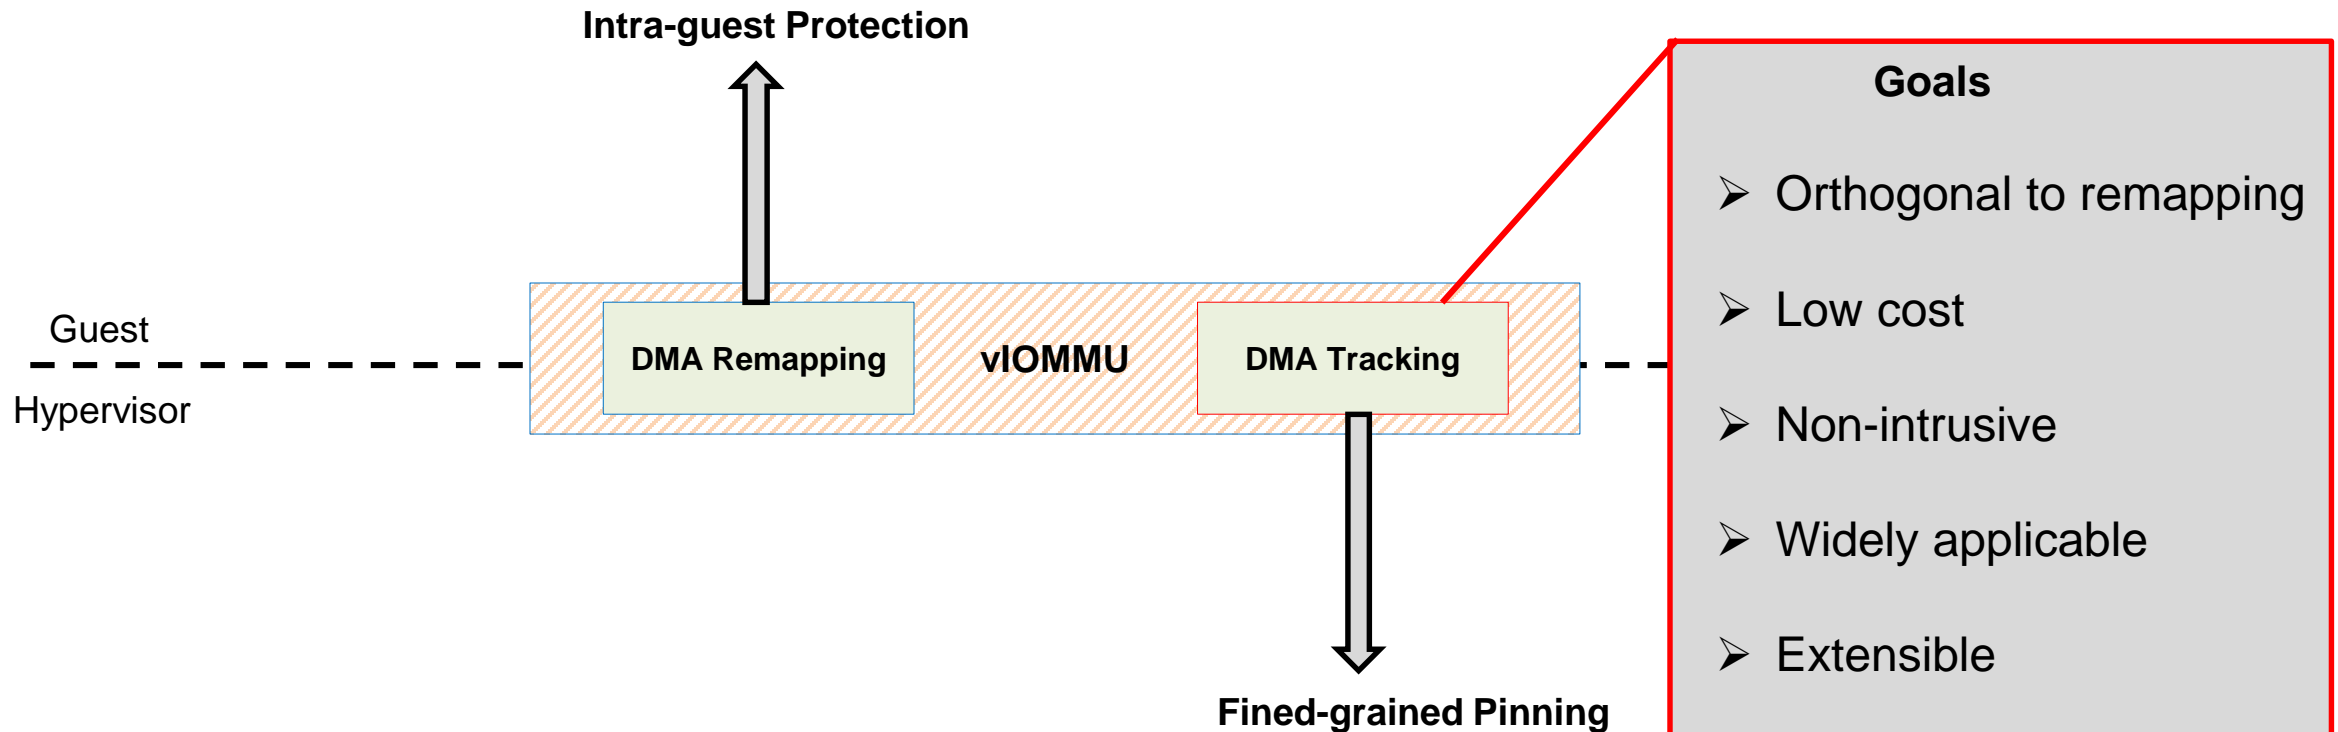 Intra-guest Protection
Guest
Hypervisor
DMA Remapping
vIOMMU
DMA Tracking
Fined-grained Pinning
Goals
➢ Orthogonal to remapping
➢ Low cost
➢ Non-intrusive
➢ Widely applicable
➢ Extensible